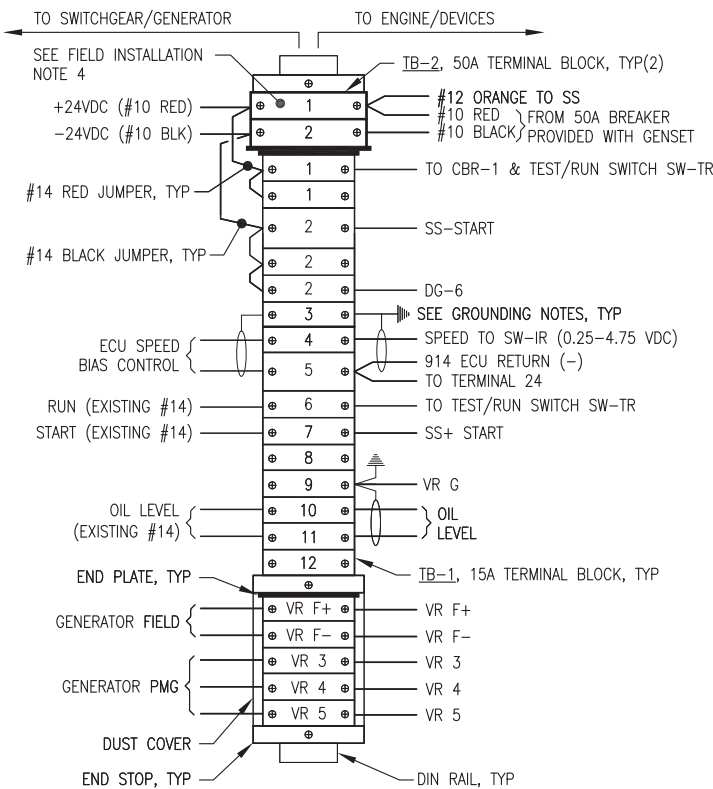 TO SWITCHGEAR/GENERATOR
TO ENGINE/DEVICES
SEE FIELD INSTALLATION
NOTE 4
TB-2, 50A TERMINAL BLOCK, TYP(2)
+24VDC (#10 RED)
1
#12 ORANGE TO SS
#10 RED
FROM 50A BREAKER
-24VDC (#10 BLK)
2
#10 BLACK
PROVIDED WITH GENSET
1
TO CBR-1 & TEST/RUN SWITCH SW-TR
#14 RED JUMPER, TYP
1
2
SS-START
#14 BLACK JUMPER, TYP
2
2
DG-6
3
SEE GROUNDING NOTES, TYP
ECU SPEED
BIAS CONTROL
4
SPEED TO SW-IR (0.25-4.75 VDC)
5
914 ECU RETURN (-)
TO TERMINAL 24
RUN (EXISTING #14)
6
TO TEST/RUN SWITCH SW-TR
START (EXISTING #14)
7
SS+ START
8
9
VR G
OIL LEVEL
(EXISTING #14)
10
11
OIL
LEVEL
12
TB-1, 15A TERMINAL BLOCK, TYP
END PLATE, TYP
GENERATOR FIELD
VR F+
VR F+
VR F-
VR F-
GENERATOR PMG
VR 3
VR 3
VR 4
VR 4
VR 5
VR 5
DUST COVER
END STOP, TYP
DIN RAIL, TYP